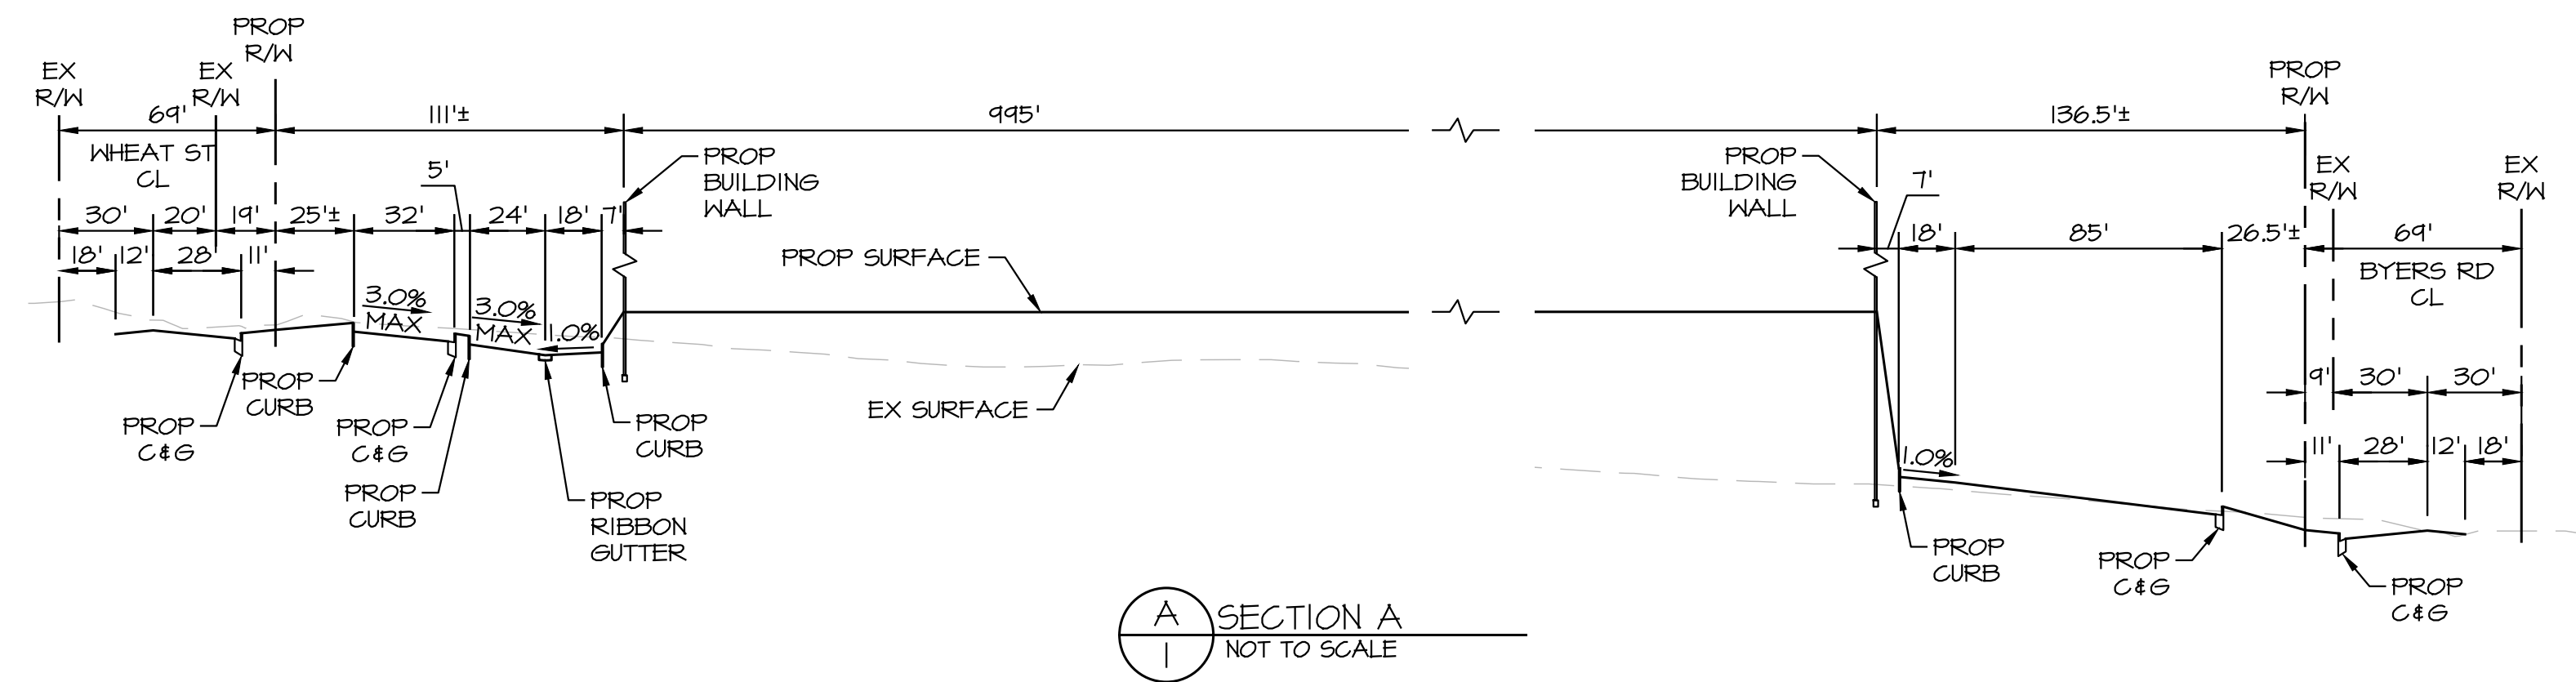 PROP
R/W
EX
R/W
EX
R/W
PROP
R/W
69'
111'±
995'
136.5'±
WHEAT ST
CL
5'
PROP
BUILDING
WALL
PROP
BUILDING
WALL
7'
EX
R/W
EX
R/W
30'
20'
19'
25'±
32'
24'
18'
7'
18'
85'
26.5'±
69'
18'
12'
28'
11'
PROP SURFACE
BYERS RD
CL
3.0%
MAX
3.0%
MAX
1.0%
PROP
CURB
9'
30'
30'
EX SURFACE
PROP
C&G
PROP
C&G
PROP
CURB
11'
28'
12'
18'
1.0%
PROP
CURB
PROP
RIBBON
GUTTER
PROP
CURB
PROP
C&G
PROP
C&G
A
1
SECTION A
NOT TO SCALE